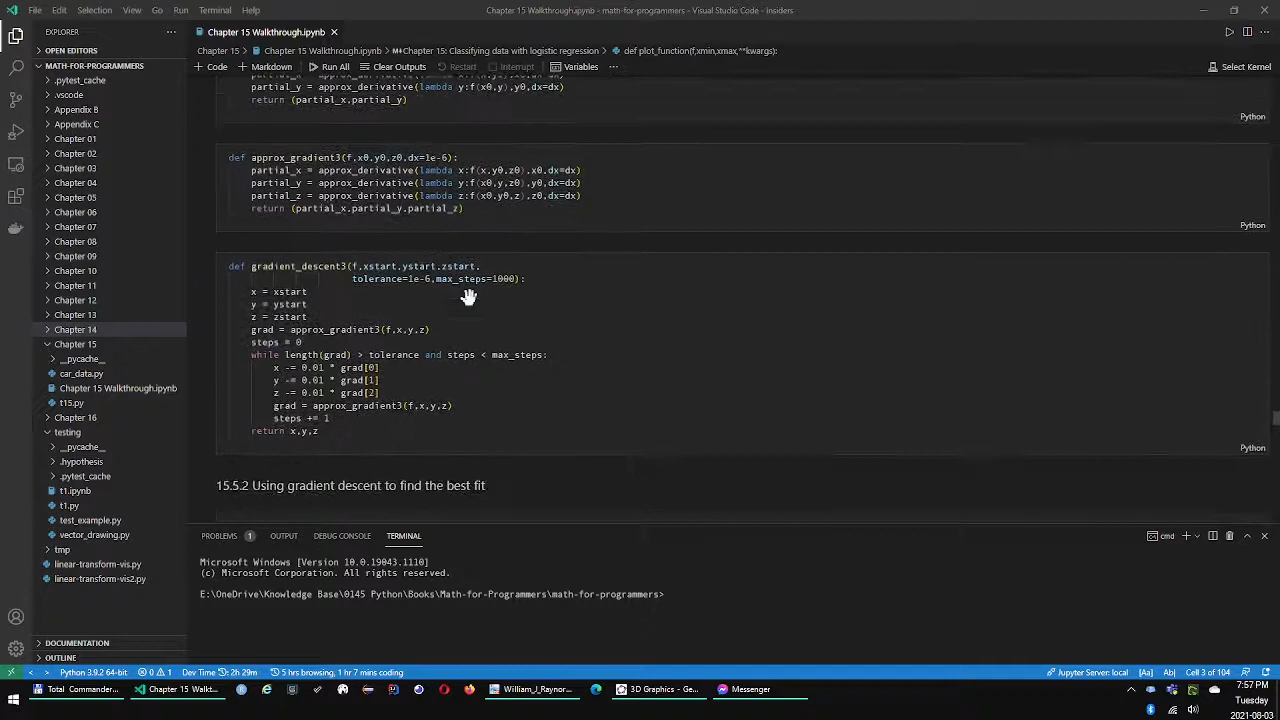 File Edit Selection View Go Run Terminal Help
Chapter 15 Walkthrough.ipynb - math-for-programmers - Visual Studio Code - Insiders
EXPLORER
OPEN EDITORS
MATH-FOR-PROGRAMMERS
.pytest_cache
.vscode
Appendix B
Appendix C
Chapter 01
Chapter 02
Chapter 03
Chapter 04
Chapter 05
Chapter 06
Chapter 07
Chapter 08
Chapter 09
Chapter 10
Chapter 11
Chapter 12
Chapter 13
Chapter 14
Chapter 15
__pycache__
car_data.py
Chapter 15 Walkthrough.ipynb
t15.py
Chapter 16
testing
__pycache__
.hypothesis
.pytest_cache
t1.ipynb
t1.py
test_example.py
vector_drawing.py
tmp
linear-transform-vis.py
linear-transform-vis2.py
DOCUMENTATION
OUTLINE
Chapter 15 Walkthrough.ipynb
Chapter 15 > Chapter 15 Walkthrough.ipynb > Chapter 15: Classifying data with logistic regression > def plot_function(f,xmin,xmax,**kwargs):
+ Code + Markdown Run All Clear Outputs Restart Interrupt Variables ... Select Kernel
partial_y = approx_derivative(lambda y:f(x0,y),y0,dx=dx)
return (partial_x,partial_y)
Python
def approx_gradient3(f,x0,y0,z0,dx=1e-6):
partial_x = approx_derivative(lambda x:f(x,y0,z0),x0,dx=dx)
partial_y = approx_derivative(lambda y:f(x0,y,z0),y0,dx=dx)
partial_z = approx_derivative(lambda z:f(x0,y0,z),z0,dx=dx)
return (partial_x,partial_y,partial_z)
Python
def gradient_descent3(f,xstart,ystart,zstart,
tolerance=1e-6,max_steps=1000):
x = xstart
y = ystart
z = zstart
grad = approx_gradient3(f,x,y,z)
steps = 0
while length(grad) > tolerance and steps < max_steps:
x -= 0.01 * grad[0]
y -= 0.01 * grad[1]
z -= 0.01 * grad[2]
grad = approx_gradient3(f,x,y,z)
steps += 1
return x,y,z
Python
15.5.2 Using gradient descent to find the best fit
PROBLEMS 1 OUTPUT DEBUG CONSOLE TERMINAL
cmd
Microsoft Windows [Version 10.0.19043.1110]
(c) Microsoft Corporation. All rights reserved.
E:\OneDrive\Knowledge Base\0145 Python\Books\Math-for-Programmers\math-for-programmers>
Python 3.9.2 64-bit 0 1 Dev Time: 2h 29m 5 hrs browsing, 1 hr 7 mins coding
Jupyter Server: local [Aa] Ab| Cell 3 of 104
Total Commander... Chapter 15 Walkt... William_J_Raynor... 3D Graphics - Ge... Messenger
7:57 PM
Tuesday
2021-08-03